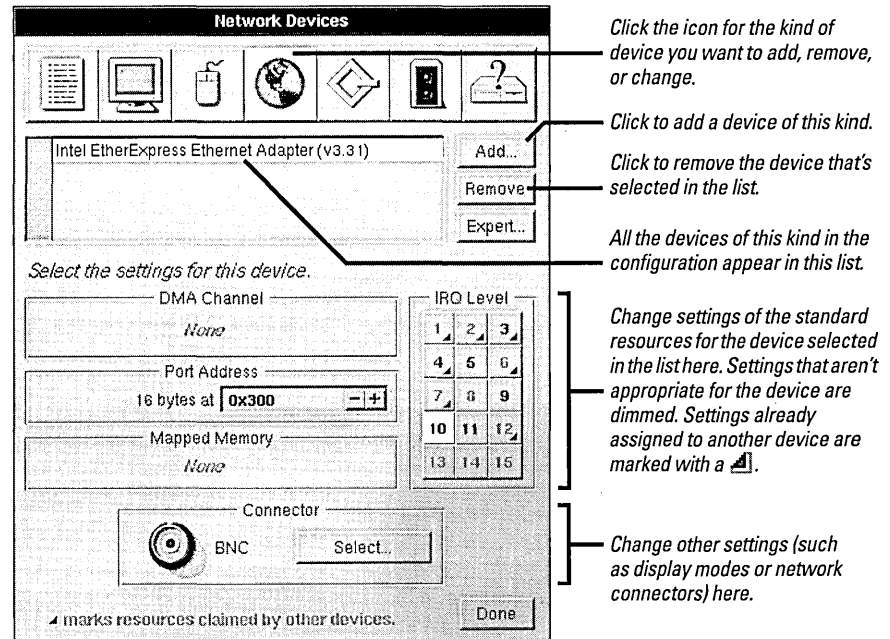 Network Devices
?
Intel EtherExpress Ethernet Adapter (v3.31)
Add...
Remove
Expert...
Select the settings for this device.
DMA Channel
None
Port Address
16 bytes at 0x300 - +
Mapped Memory
None
IRQ Level
1 2 3
4 5 6
7 8 9
10 11 12
13 14 15
Connector
BNC
Select...
marks resources claimed by other devices.
Done
Click the icon for the kind of
device you want to add, remove,
or change.
Click to add a device of this kind.
Click to remove the device that's
selected in the list.
All the devices of this kind in the
configuration appear in this list.
Change settings of the standard
resources for the device selected
in the list here. Settings that aren't
appropriate for the device are
dimmed. Settings already
assigned to another device are
marked with a .
Change other settings (such
as display modes or network
connectors) here.